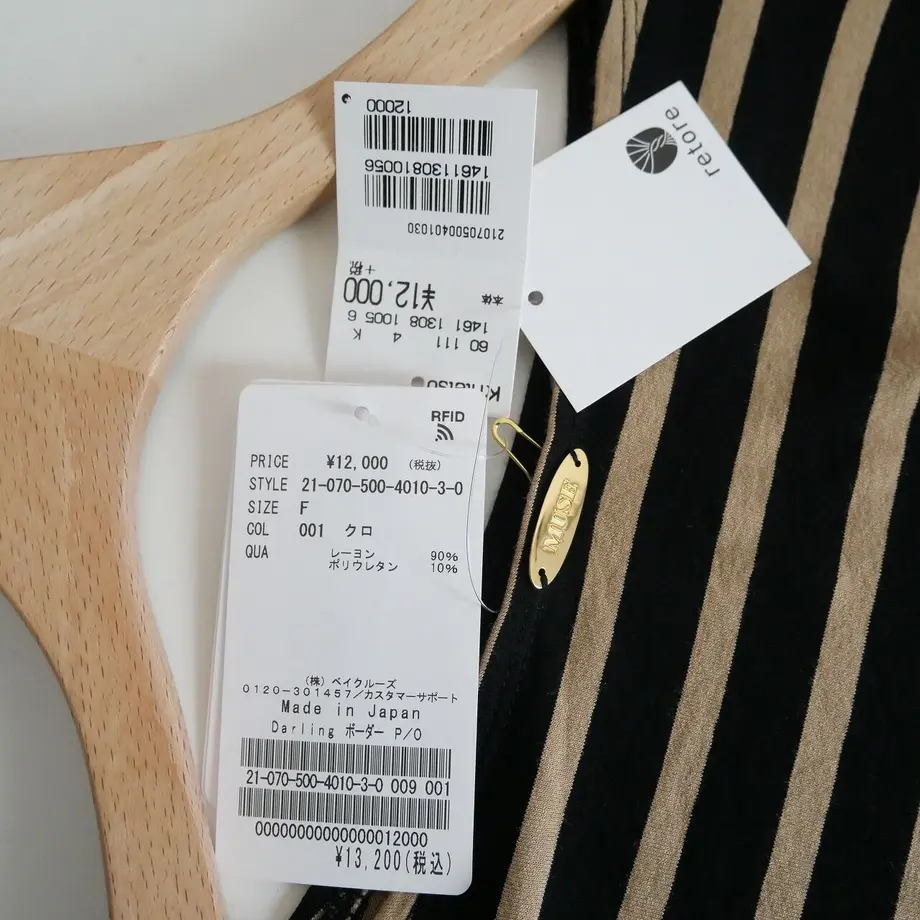 12000
1461130810056
210705000401030
本体 ¥12,000
+税
1461 1308 1005 6
60 111 4 K
retore
RFID
PRICE ¥12,000 (税抜)
STYLE 21-070-500-4010-3-0
SIZE F
COL 001 クロ
QUA レーヨン 90%
ポリウレタン 10%
(株) ベイクルーズ
0120-301457/カスタマーサポート
Made in Japan
Darling ボーダー P/O
21-070-500-4010-3-0 009 001
00000000000000012000
¥13,200(税込)
MUSE